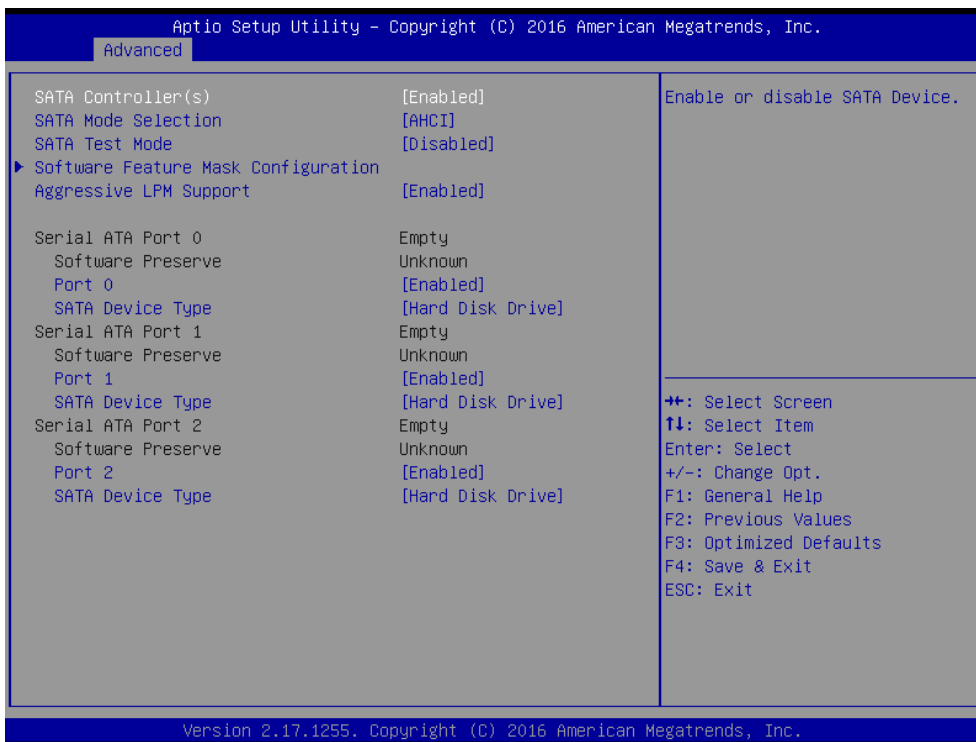 Aptio Setup Utility – Copyright (C) 2016 American Megatrends, Inc.
Advanced
SATA Controller(s) [Enabled]
SATA Mode Selection [AHCI]
SATA Test Mode [Disabled]
Software Feature Mask Configuration
Aggressive LPM Support [Enabled]
Serial ATA Port 0 Empty
Software Preserve Unknown
Port 0 [Enabled]
SATA Device Type [Hard Disk Drive]
Serial ATA Port 1 Empty
Software Preserve Unknown
Port 1 [Enabled]
SATA Device Type [Hard Disk Drive]
Serial ATA Port 2 Empty
Software Preserve Unknown
Port 2 [Enabled]
SATA Device Type [Hard Disk Drive]
Enable or disable SATA Device.
→←: Select Screen
↑↓: Select Item
Enter: Select
+/-: Change Opt.
F1: General Help
F2: Previous Values
F3: Optimized Defaults
F4: Save & Exit
ESC: Exit
Version 2.17.1255. Copyright (C) 2016 American Megatrends, Inc.